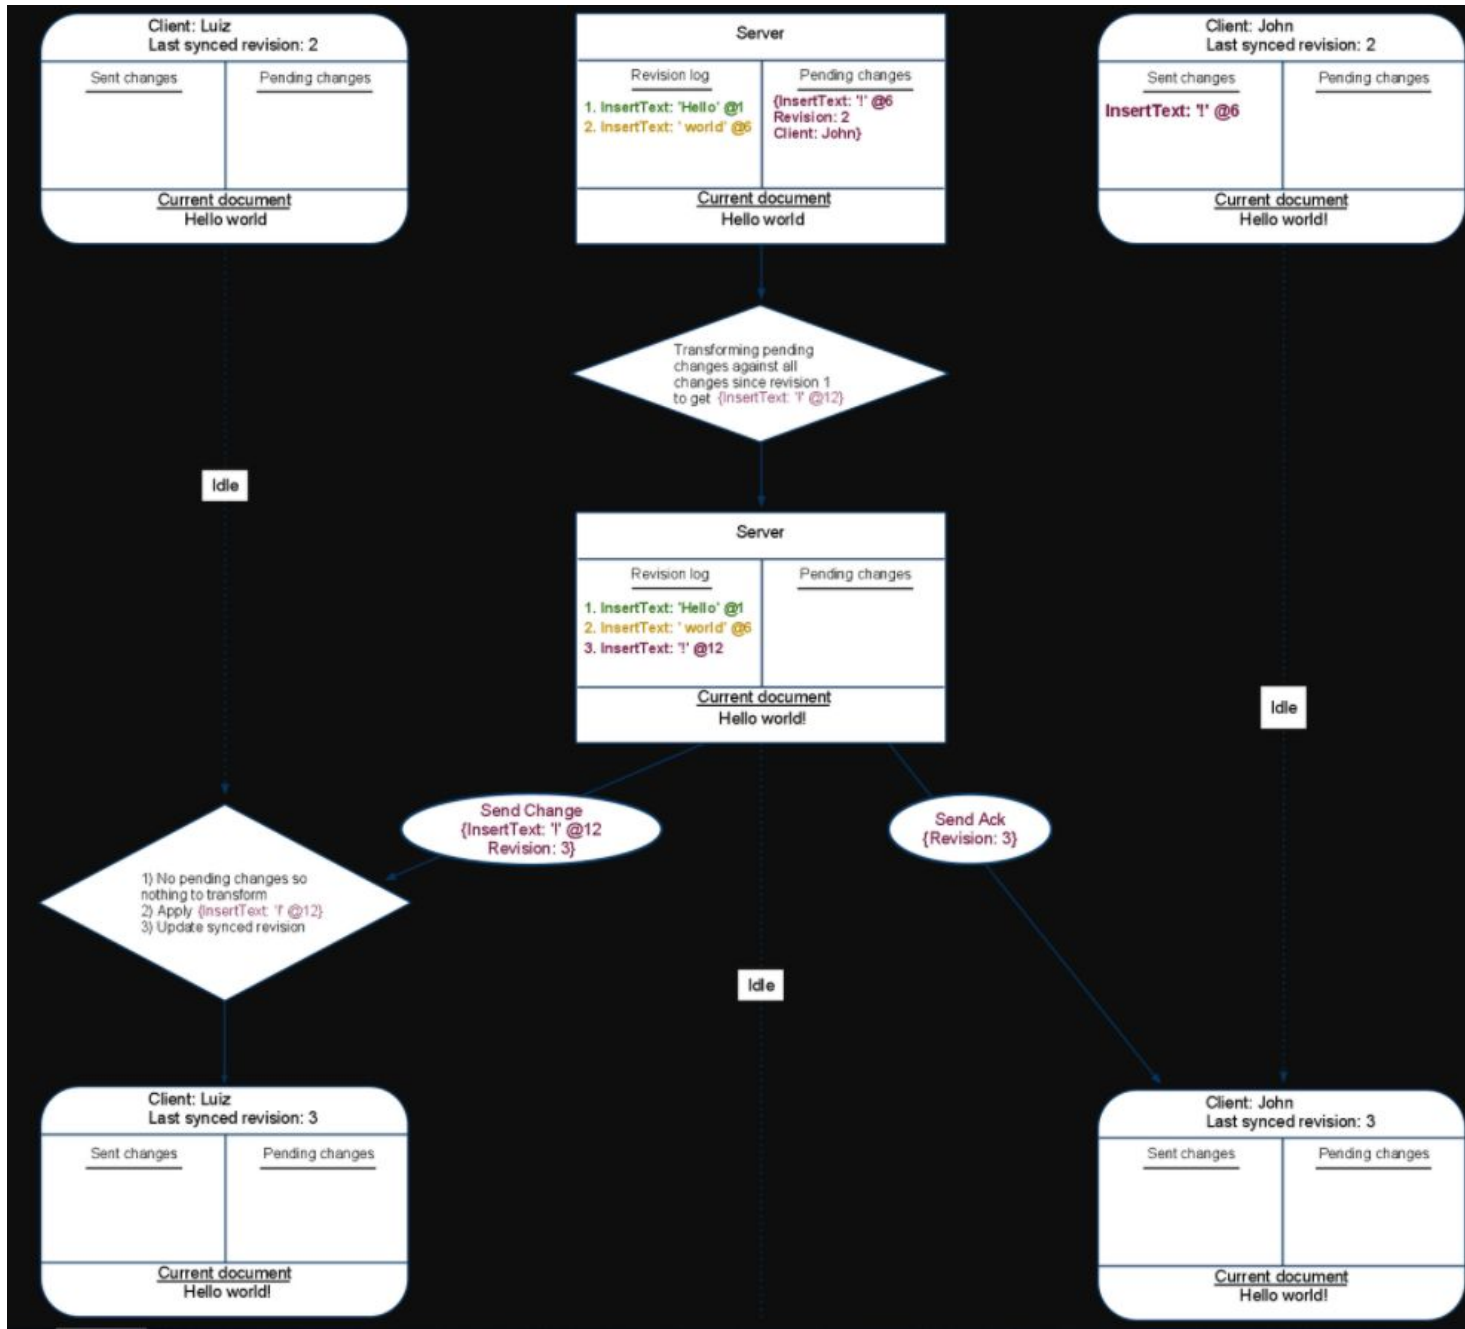 Client: Luiz
Last synced revision: 2
Sent changes
Pending changes
Current document
Hello world
Server
Revision log
1. InsertText: 'Hello' @1
2. InsertText: ' world' @6
Pending changes
{InsertText: '!' @6
Revision: 2
Client: John}
Current document
Hello world
Client: John
Last synced revision: 2
Sent changes
InsertText: '!' @6
Pending changes
Current document
Hello world!
Transforming pending
changes against all
changes since revision 1
to get {InsertText: '!' @12}
Idle
Server
Revision log
1. InsertText: 'Hello' @1
2. InsertText: ' world' @6
3. InsertText: '!' @12
Pending changes
Current document
Hello world!
Idle
Send Change
{InsertText: '!' @12
Revision: 3}
Send Ack
{Revision: 3}
1) No pending changes so
nothing to transform
2) Apply {InsertText: '!' @12}
3) Update synced revision
Idle
Client: Luiz
Last synced revision: 3
Sent changes
Pending changes
Current document
Hello world!
Client: John
Last synced revision: 3
Sent changes
Pending changes
Current document
Hello world!